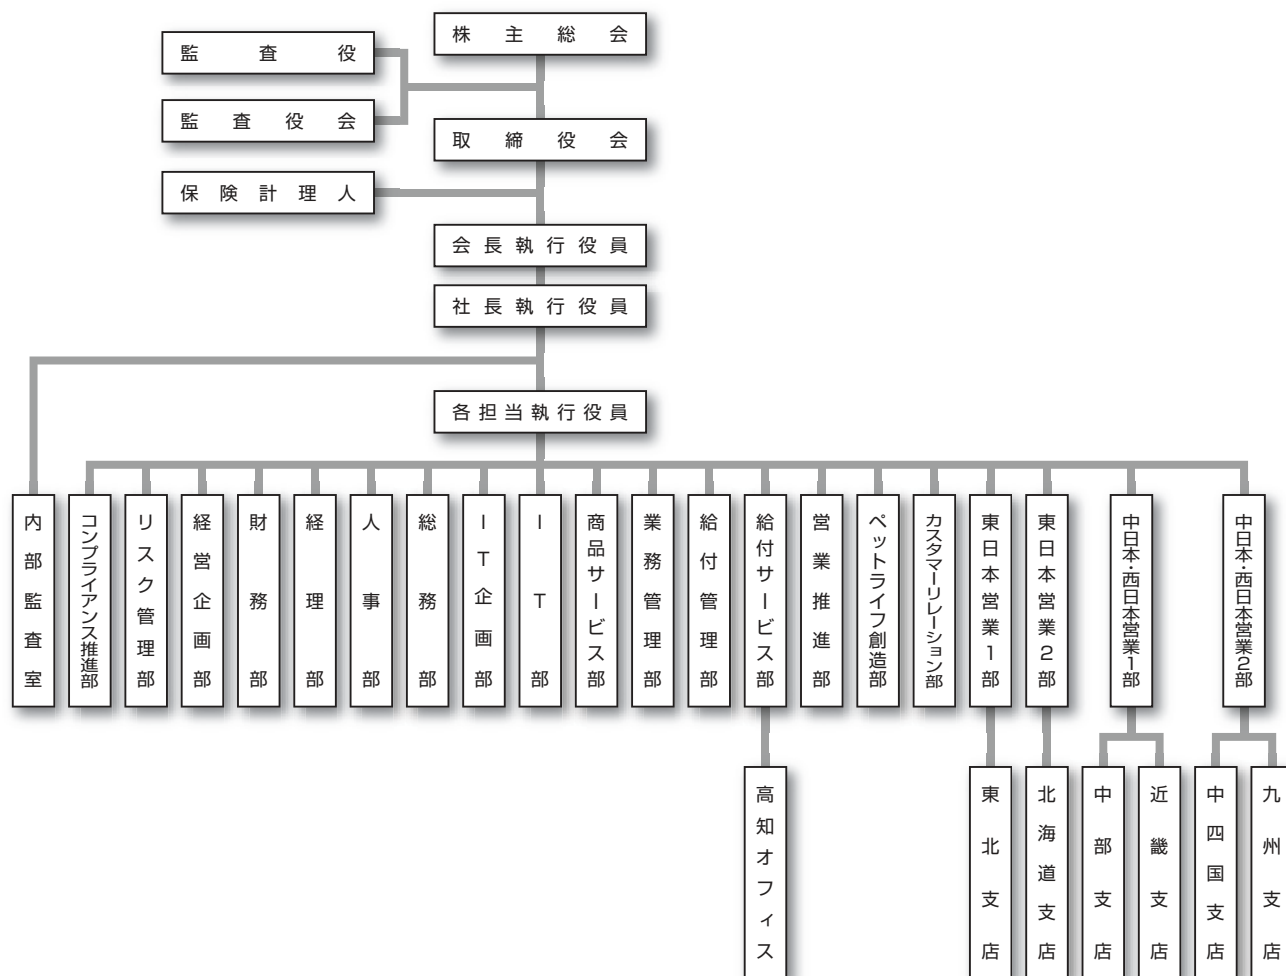 株主総会
監査役
監査役会
取締役会
保険計理人
会長執行役員
社長執行役員
各担当執行役員
内部監査室
コンプライアンス推進部
リスク管理部
経営企画部
財務部
経理部
人事部
総務部
IT企画部
IT部
商品サービス部
業務管理部
給付管理部
給付サービス部
営業推進部
ペットライフ創造部
カスタマーリレーション部
東日本営業1部
東日本営業2部
中日本・西日本営業1部
中日本・西日本営業2部
高知オフィス
東北支店
北海道支店
中部支店
近畿支店
中四国支店
九州支店